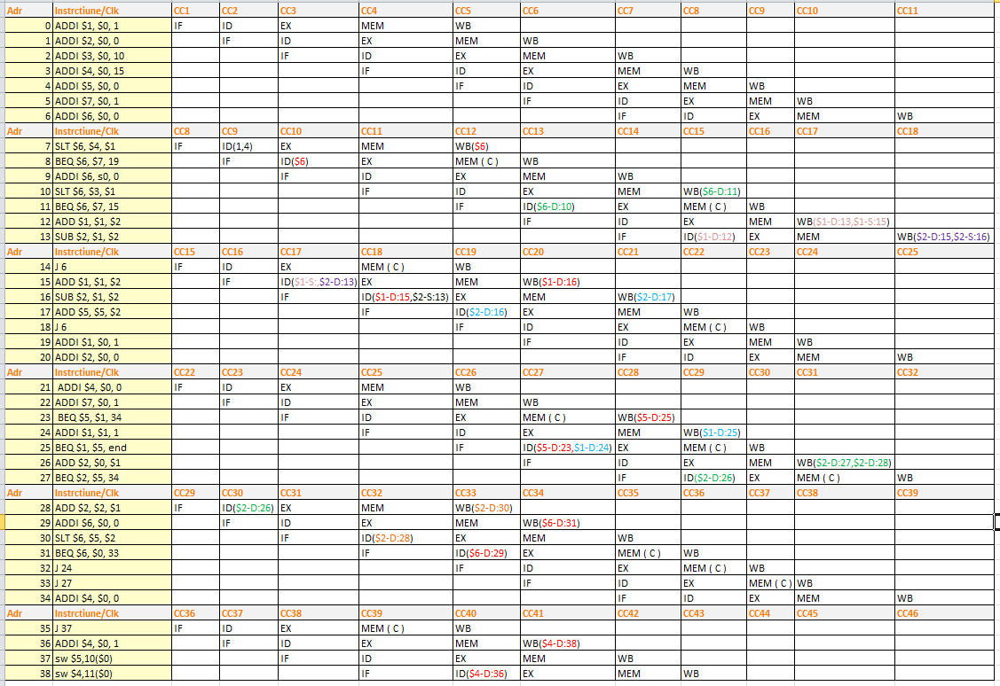 Adr Instrctiune/Clk CC1 CC2 CC3 CC4 CC5 CC6 CC7 CC8 CC9 CC10 CC11
0 ADDI $1, $0, 1 IF ID EX MEM WB
1 ADDI $2, $0, 0 IF ID EX MEM WB
2 ADDI $3, $0, 10 IF ID EX MEM WB
3 ADDI $4, $0, 15 IF ID EX MEM WB
4 ADDI $5, $0, 0 IF ID EX MEM WB
5 ADDI $7, $0, 1 IF ID EX MEM WB
6 ADDI $6, $0, 0 IF ID EX MEM WB
Adr Instrctiune/Clk CC8 CC9 CC10 CC11 CC12 CC13 CC14 CC15 CC16 CC17 CC18
7 SLT $6, $4, $1 IF ID(1,4) EX MEM WB($6)
8 BEQ $6, $7, 19 IF ID($6) EX MEM ( C ) WB
9 ADDI $6, s0, 0 IF ID EX MEM WB
10 SLT $6, $3, $1 IF ID EX MEM WB($6-D:11)
11 BEQ $6, $7, 15 IF ID($6-D:10) EX MEM ( C ) WB
12 ADD $1, $1, $2 IF ID EX MEM WB($1-D:13,$1-S:15)
13 SUB $2, $1, $2 IF ID($1-D:12) EX MEM WB($2-D:15,$2-S:16)
Adr Instrctiune/Clk CC15 CC16 CC17 CC18 CC19 CC20 CC21 CC22 CC23 CC24 CC25
14 J 6 IF ID EX MEM ( C ) WB
15 ADD $1, $1, $2 IF ID($1-S:,$2-D:13) EX MEM WB($1-D:16)
16 SUB $2, $1, $2 IF ID($1-D:15,$2-S:13) EX MEM WB($2-D:17)
17 ADD $5, $5, $2 IF ID($2-D:16) EX MEM WB
18 J 6 IF ID EX MEM ( C ) WB
19 ADDI $1, $0, 1 IF ID EX MEM WB
20 ADDI $2, $0, 0 IF ID EX MEM WB
Adr Instrctiune/Clk CC22 CC23 CC24 CC25 CC26 CC27 CC28 CC29 CC30 CC31 CC32
21 ADDI $4, $0, 0 IF ID EX MEM WB
22 ADDI $7, $0, 1 IF ID EX MEM WB
23 BEQ $5, $1, 34 IF ID EX MEM ( C ) WB($5-D:25)
24 ADDI $1, $1, 1 IF ID EX MEM WB($1-D:25)
25 BEQ $1, $5, end IF ID($5-D:23,$1-D:24) EX MEM ( C ) WB
26 ADD $2, $0, $1 IF ID EX MEM WB($2-D:27,$2-D:28)
27 BEQ $2, $5, 34 IF ID($2-D:26) EX MEM ( C ) WB
Adr Instrctiune/Clk CC29 CC30 CC31 CC32 CC33 CC34 CC35 CC36 CC37 CC38 CC39
28 ADD $2, $2, $1 IF ID($2-D:26) EX MEM WB($2-D:30)
29 ADDI $6, $0, 0 IF ID EX MEM WB($6-D:31)
30 SLT $6, $5, $2 IF ID($2-D:28) EX MEM WB
31 BEQ $6, $0, 33 IF ID($6-D:29) EX MEM ( C ) WB
32 J 24 IF ID EX MEM ( C ) WB
33 J 27 IF ID EX MEM ( C ) WB
34 ADDI $4, $0, 0 IF ID EX MEM WB
Adr Instrctiune/Clk CC36 CC37 CC38 CC39 CC40 CC41 CC42 CC43 CC44 CC45 CC46
35 J 37 IF ID EX MEM ( C ) WB
36 ADDI $4, $0, 1 IF ID EX MEM WB($4-D:38)
37 sw $5,10($0) IF ID EX MEM WB
38 sw $4,11($0) IF ID($4-D:36) EX MEM WB